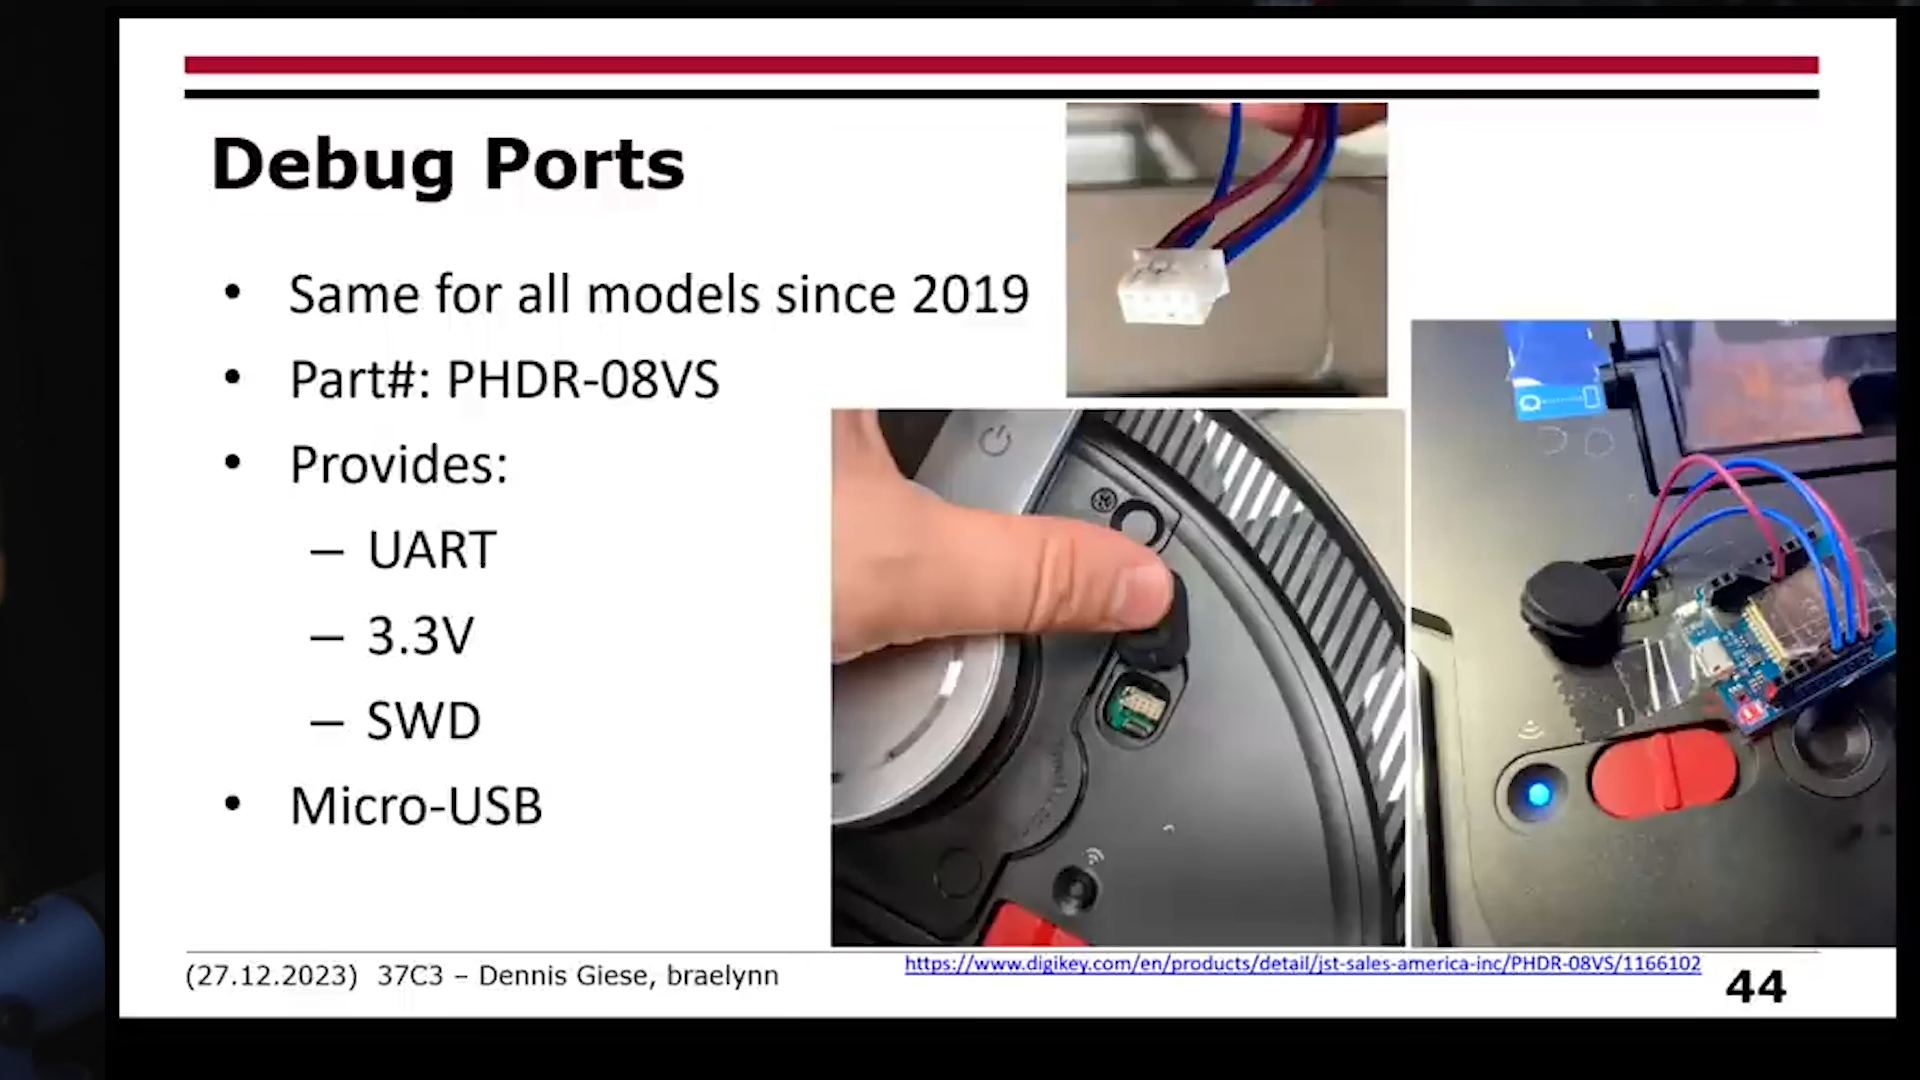 Debug Ports
• Same for all models since 2019
• Part#: PHDR-08VS
• Provides:
– UART
– 3.3V
– SWD
• Micro-USB
(27.12.2023) 37C3 – Dennis Giese, braelynn
https://www.digikey.com/en/products/detail/jst-sales-america-inc/PHDR-08VS/1166102
44